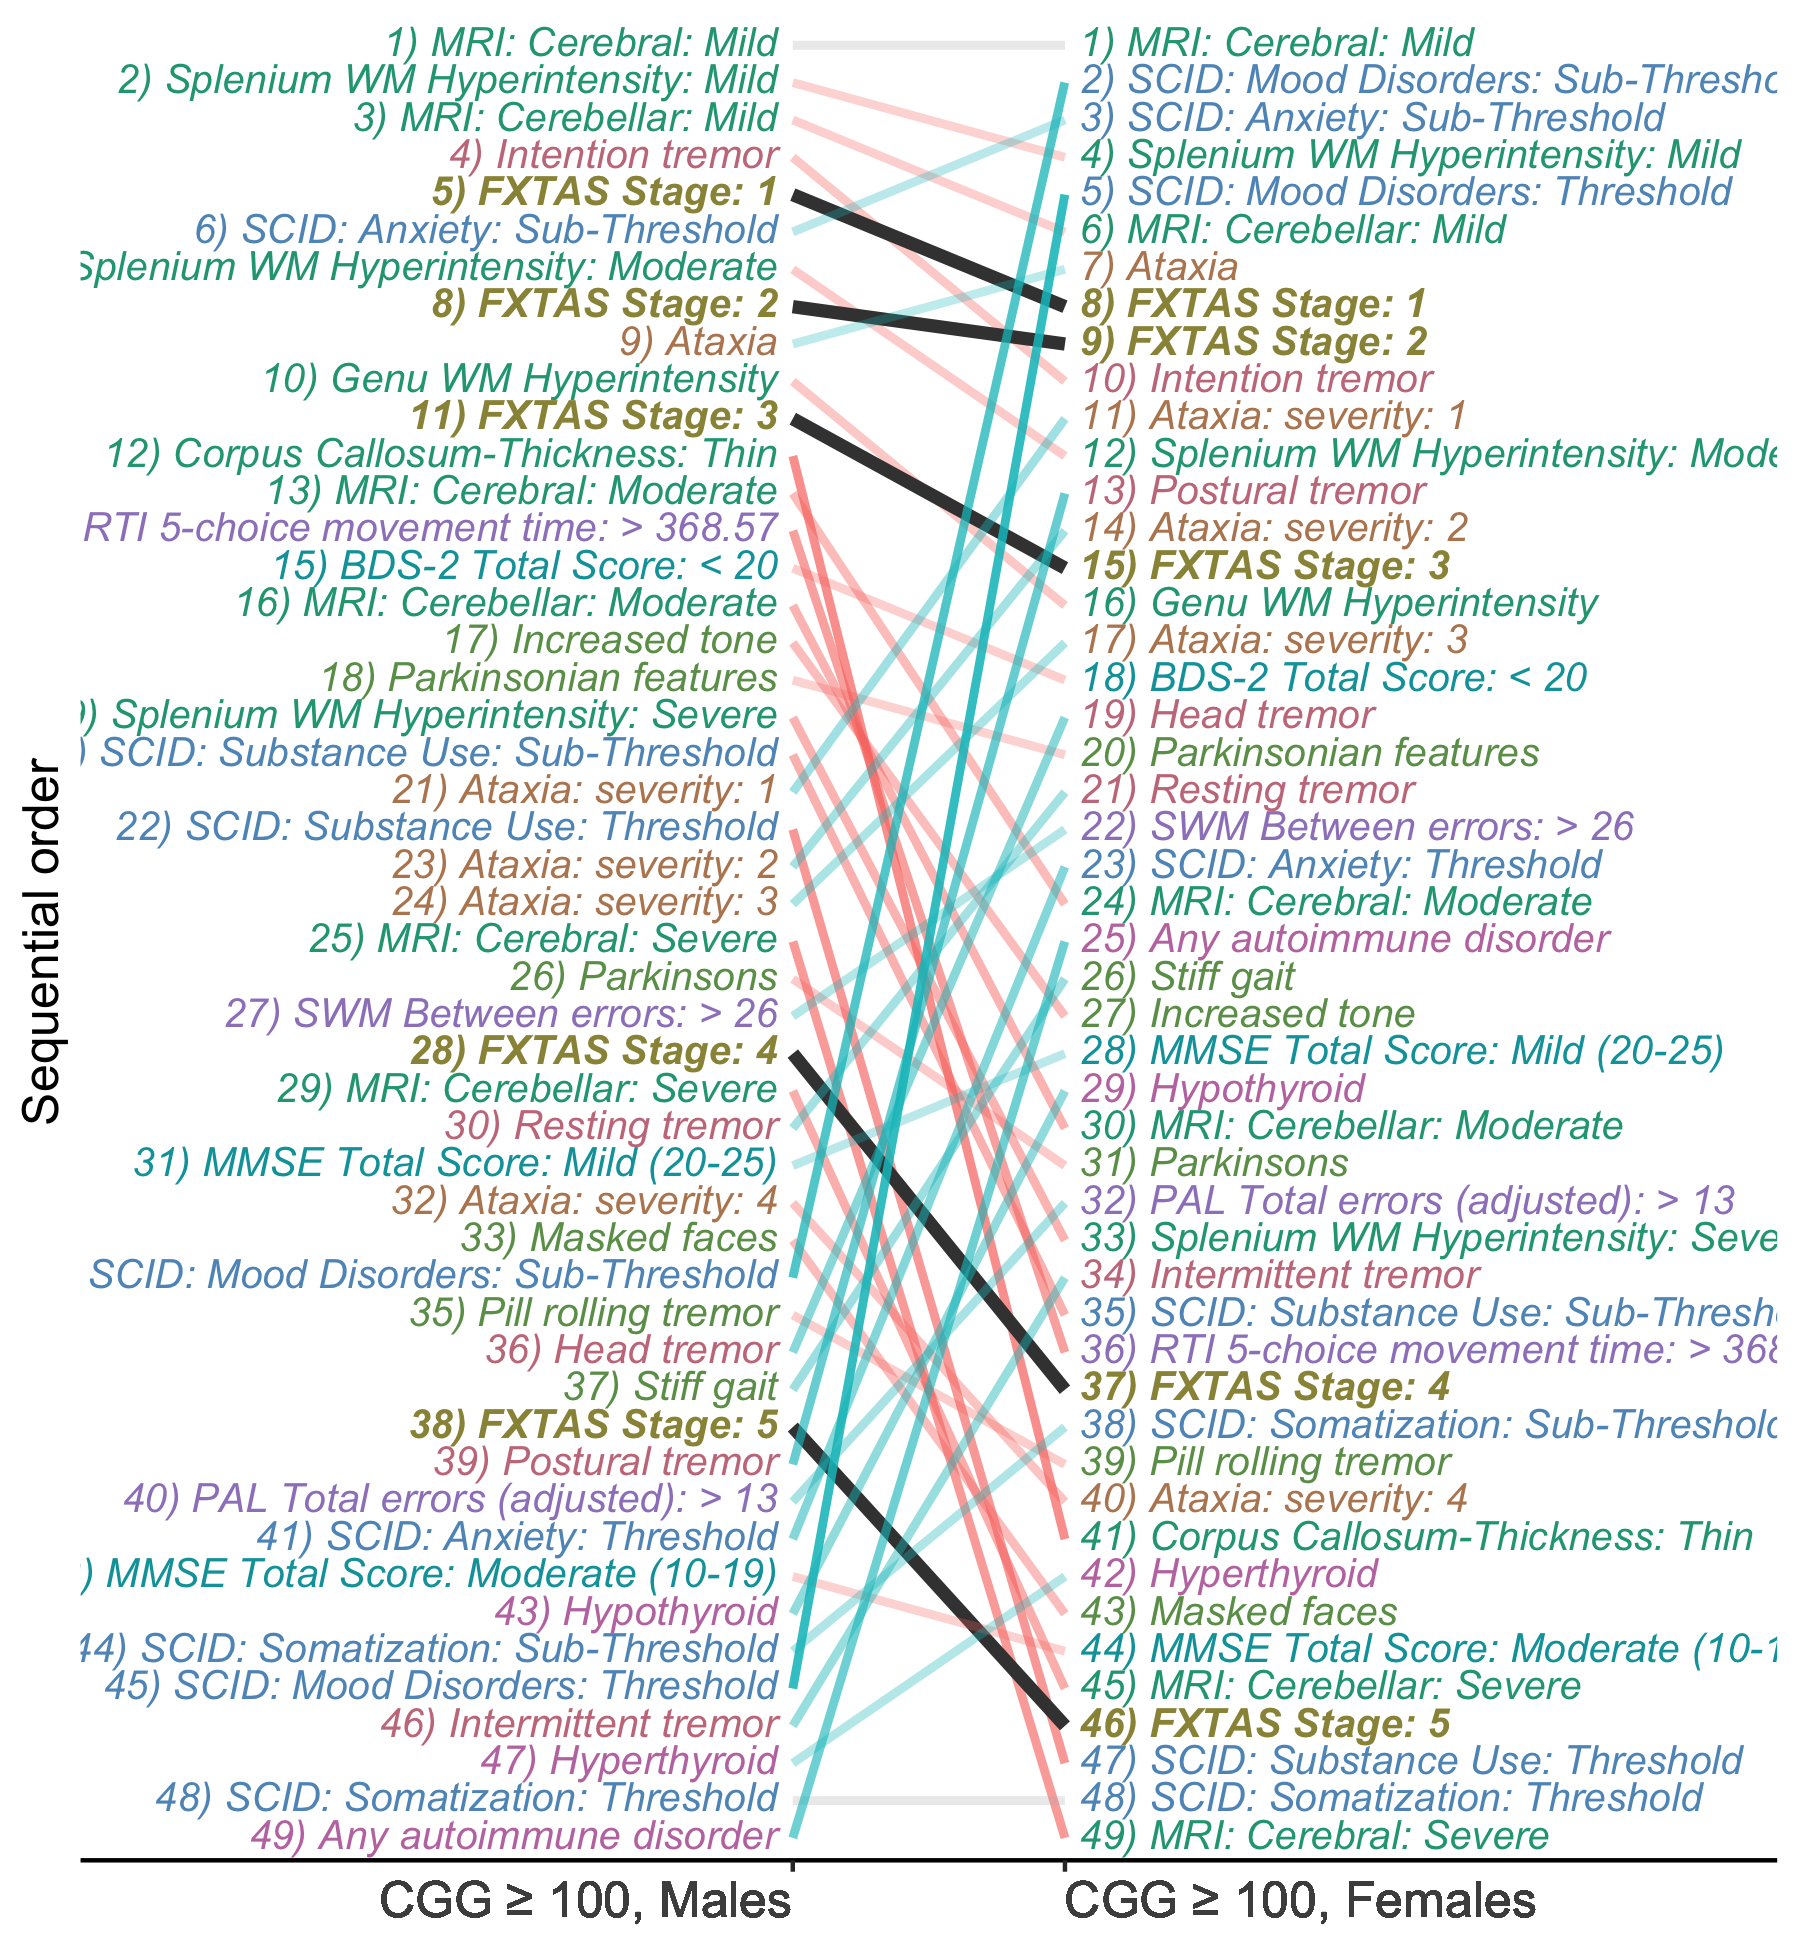 1) MRI: Cerebral: Mild
2) Splenium WM Hyperintensity: Mild
3) MRI: Cerebellar: Mild
4) Intention tremor
5) FXTAS Stage: 1
6) SCID: Anxiety: Sub-Threshold
Splenium WM Hyperintensity: Moderate
8) FXTAS Stage: 2
9) Ataxia
10) Genu WM Hyperintensity
11) FXTAS Stage: 3
12) Corpus Callosum-Thickness: Thin
13) MRI: Cerebral: Moderate
RTI 5-choice movement time: > 368.57
15) BDS-2 Total Score: < 20
16) MRI: Cerebellar: Moderate
17) Increased tone
18) Parkinsonian features
) Splenium WM Hyperintensity: Severe
) SCID: Substance Use: Sub-Threshold
21) Ataxia: severity: 1
22) SCID: Substance Use: Threshold
23) Ataxia: severity: 2
24) Ataxia: severity: 3
25) MRI: Cerebral: Severe
26) Parkinsons
27) SWM Between errors: > 26
28) FXTAS Stage: 4
29) MRI: Cerebellar: Severe
30) Resting tremor
31) MMSE Total Score: Mild (20-25)
32) Ataxia: severity: 4
33) Masked faces
SCID: Mood Disorders: Sub-Threshold
35) Pill rolling tremor
36) Head tremor
37) Stiff gait
38) FXTAS Stage: 5
39) Postural tremor
40) PAL Total errors (adjusted): > 13
41) SCID: Anxiety: Threshold
) MMSE Total Score: Moderate (10-19)
43) Hypothyroid
44) SCID: Somatization: Sub-Threshold
45) SCID: Mood Disorders: Threshold
46) Intermittent tremor
47) Hyperthyroid
48) SCID: Somatization: Threshold
49) Any autoimmune disorder
1) MRI: Cerebral: Mild
2) SCID: Mood Disorders: Sub-Thresho
3) SCID: Anxiety: Sub-Threshold
4) Splenium WM Hyperintensity: Mild
5) SCID: Mood Disorders: Threshold
6) MRI: Cerebellar: Mild
7) Ataxia
8) FXTAS Stage: 1
9) FXTAS Stage: 2
10) Intention tremor
11) Ataxia: severity: 1
12) Splenium WM Hyperintensity: Mode
13) Postural tremor
14) Ataxia: severity: 2
15) FXTAS Stage: 3
16) Genu WM Hyperintensity
17) Ataxia: severity: 3
18) BDS-2 Total Score: < 20
19) Head tremor
20) Parkinsonian features
21) Resting tremor
22) SWM Between errors: > 26
23) SCID: Anxiety: Threshold
24) MRI: Cerebral: Moderate
25) Any autoimmune disorder
26) Stiff gait
27) Increased tone
28) MMSE Total Score: Mild (20-25)
29) Hypothyroid
30) MRI: Cerebellar: Moderate
31) Parkinsons
32) PAL Total errors (adjusted): > 13
33) Splenium WM Hyperintensity: Seve
34) Intermittent tremor
35) SCID: Substance Use: Sub-Thresh
36) RTI 5-choice movement time: > 368
37) FXTAS Stage: 4
38) SCID: Somatization: Sub-Threshold
39) Pill rolling tremor
40) Ataxia: severity: 4
41) Corpus Callosum-Thickness: Thin
42) Hyperthyroid
43) Masked faces
44) MMSE Total Score: Moderate (10-1
45) MRI: Cerebellar: Severe
46) FXTAS Stage: 5
47) SCID: Substance Use: Threshold
48) SCID: Somatization: Threshold
49) MRI: Cerebral: Severe
Sequential order
CGG ≥ 100, Males
CGG ≥ 100, Females